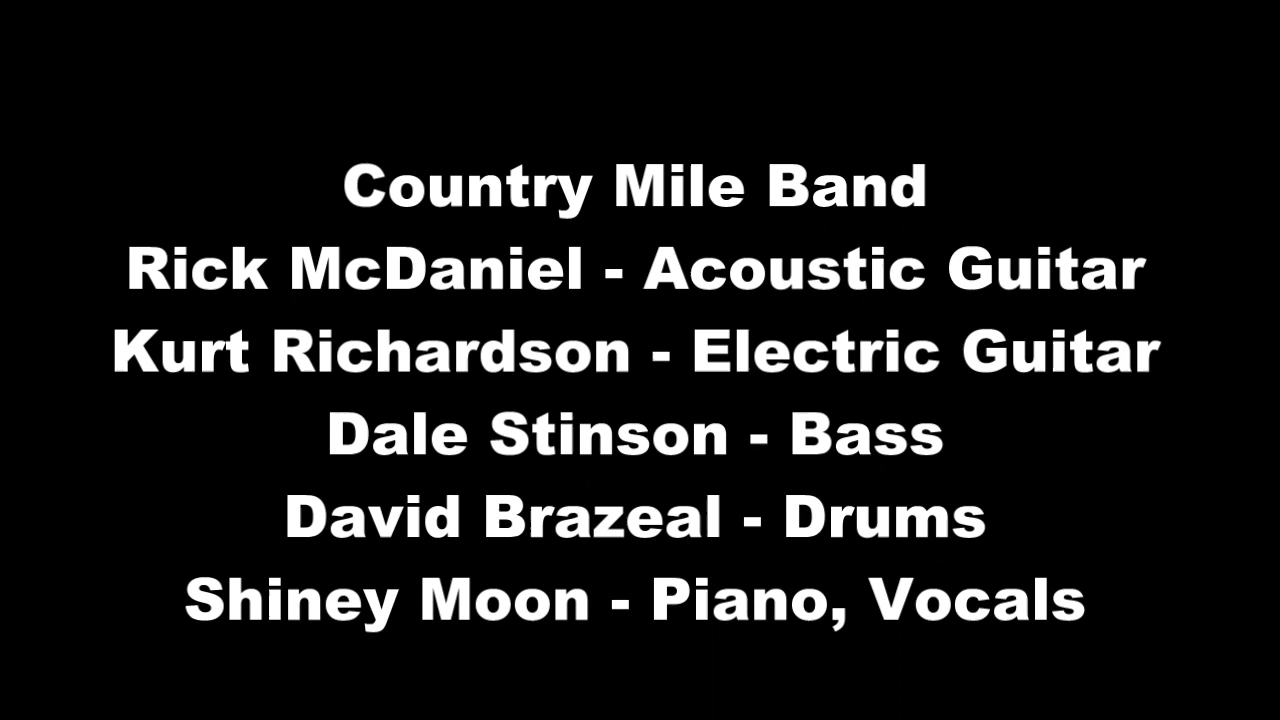 Country Mile Band
Rick McDaniel - Acoustic Guitar
Kurt Richardson - Electric Guitar
Dale Stinson - Bass
David Brazeal - Drums
Shiney Moon - Piano, Vocals